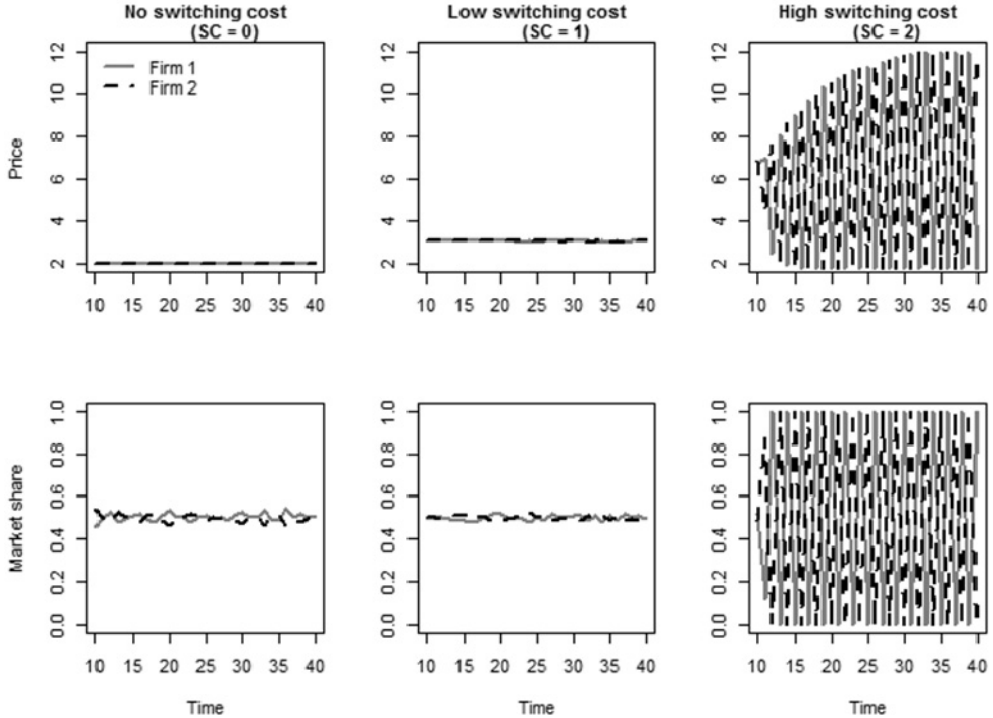 No switching cost
(SC = 0)
Low switching cost
(SC = 1)
High switching cost
(SC = 2)
Price
2 4 6 8 10 12
Firm 1
Firm 2
10 15 20 25 30 35 40
2 4 6 8 10 12
10 15 20 25 30 35 40
2 4 6 8 10 12
10 15 20 25 30 35 40
Market share
0.0 0.2 0.4 0.6 0.8 1.0
10 15 20 25 30 35 40
Time
0.0 0.2 0.4 0.6 0.8 1.0
10 15 20 25 30 35 40
Time
0.0 0.2 0.4 0.6 0.8 1.0
10 15 20 25 30 35 40
Time